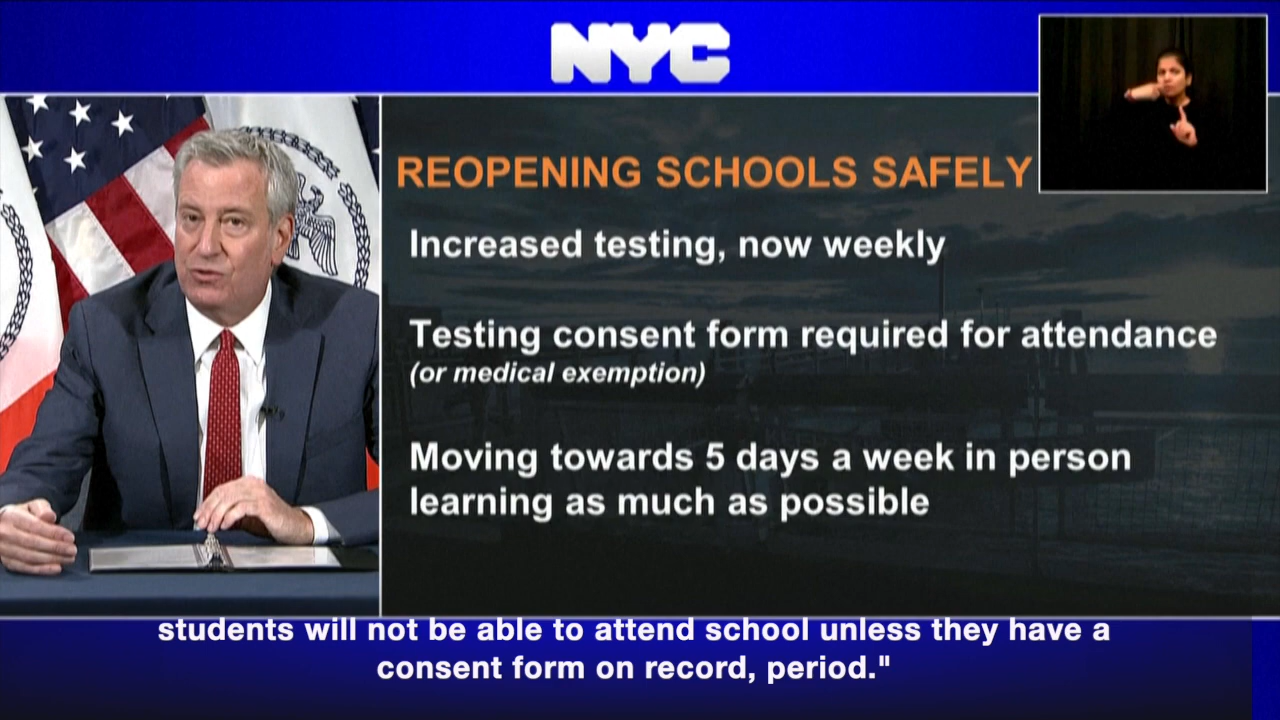 NYC
REOPENING SCHOOLS SAFELY
Increased testing, now weekly
Testing consent form required for attendance
(or medical exemption)
Moving towards 5 days a week in person
learning as much as possible
students will not be able to attend school unless they have a
consent form on record, period."